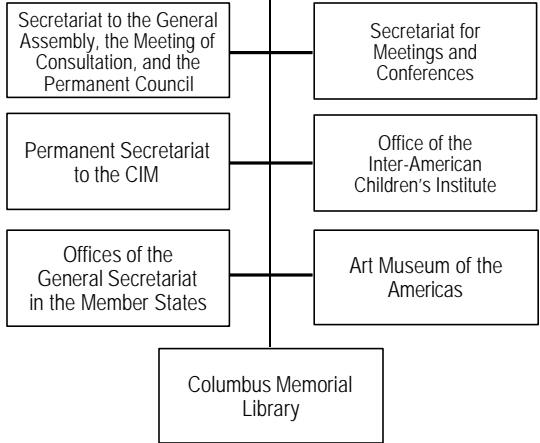 Secretariat to the General
Assembly, the Meeting of
Consultation, and the
Permanent Council
Secretariat for
Meetings and
Conferences
Permanent Secretariat
to the CIM
Office of the
Inter-American
Children's Institute
Offices of the
General Secretariat
in the Member States
Art Museum of the
Americas
Columbus Memorial
Library